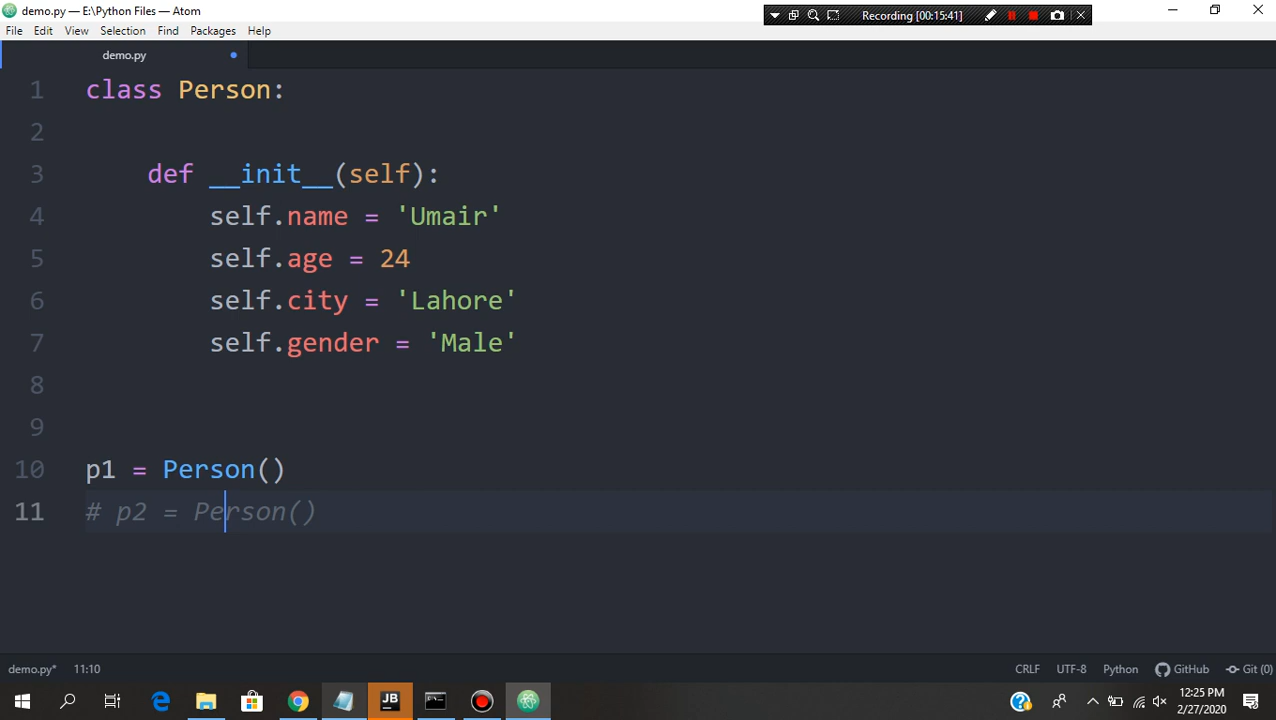 demo.py — E:\Python Files — Atom
Recording [00:15:41]
File Edit View Selection Find Packages Help
demo.py
1 class Person:
2
3 def __init__(self):
4 self.name = 'Umair'
5 self.age = 24
6 self.city = 'Lahore'
7 self.gender = 'Male'
8
9
10 p1 = Person()
11 # p2 = Person()
demo.py* 11:10 CRLF UTF-8 Python GitHub Git (0)
JB
12:25 PM
2/27/2020